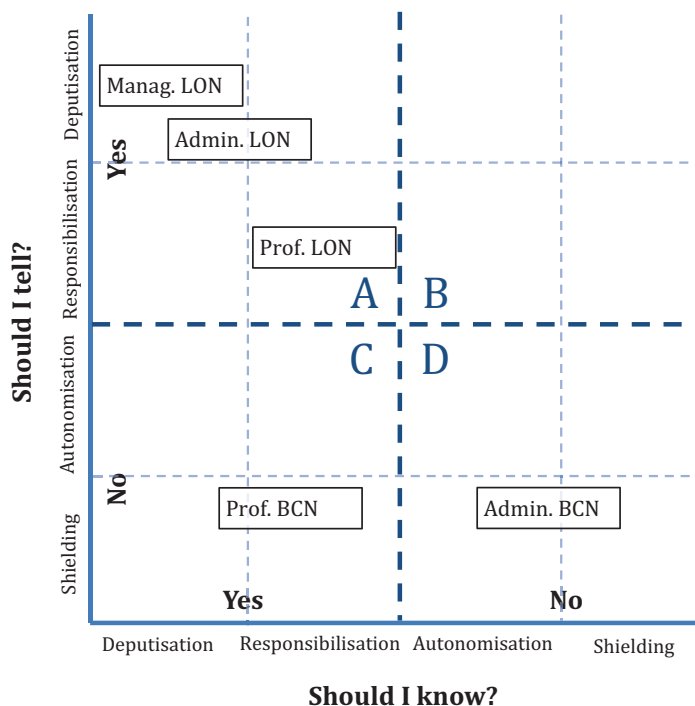 Should I tell?
Deputisation
Yes
Responsibilisation
Autonomisation
No
Shielding
Manag. LON
Admin. LON
Prof. LON
A
B
C
D
Prof. BCN
Admin. BCN
Yes
No
Deputisation
Responsibilisation
Autonomisation
Shielding
Should I know?